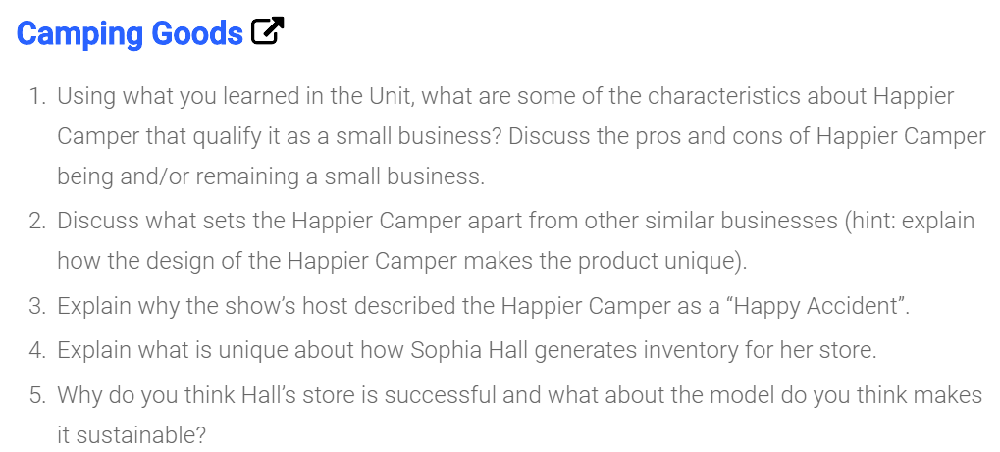 Camping Goods
1. Using what you learned in the Unit, what are some of the characteristics about Happier
Camper that qualify it as a small business? Discuss the pros and cons of Happier Camper
being and/or remaining a small business.
2. Discuss what sets the Happier Camper apart from other similar businesses (hint: explain
how the design of the Happier Camper makes the product unique).
3. Explain why the show’s host described the Happier Camper as a “Happy Accident”.
4. Explain what is unique about how Sophia Hall generates inventory for her store.
5. Why do you think Hall’s store is successful and what about the model do you think makes
it sustainable?